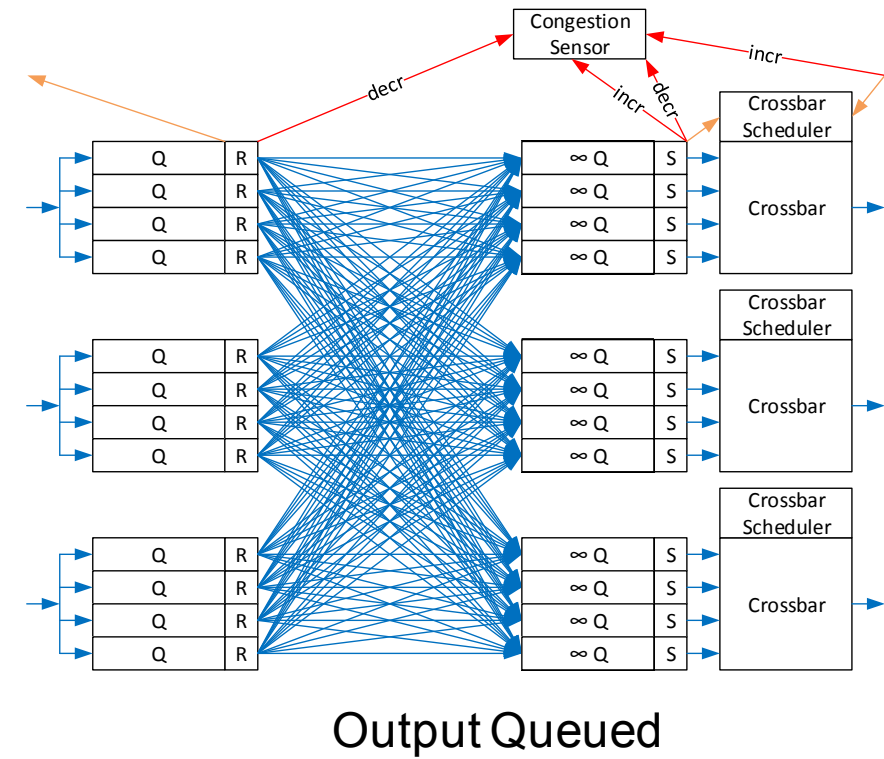 Congestion
Sensor
decr
incr
decr
incr
Crossbar
Scheduler
Q R
Q R
Q R
Q R
∞ Q S
∞ Q S
∞ Q S
∞ Q S
Crossbar
Crossbar
Scheduler
Q R
Q R
Q R
Q R
∞ Q S
∞ Q S
∞ Q S
∞ Q S
Crossbar
Crossbar
Scheduler
Q R
Q R
Q R
Q R
∞ Q S
∞ Q S
∞ Q S
∞ Q S
Crossbar
Output Queued